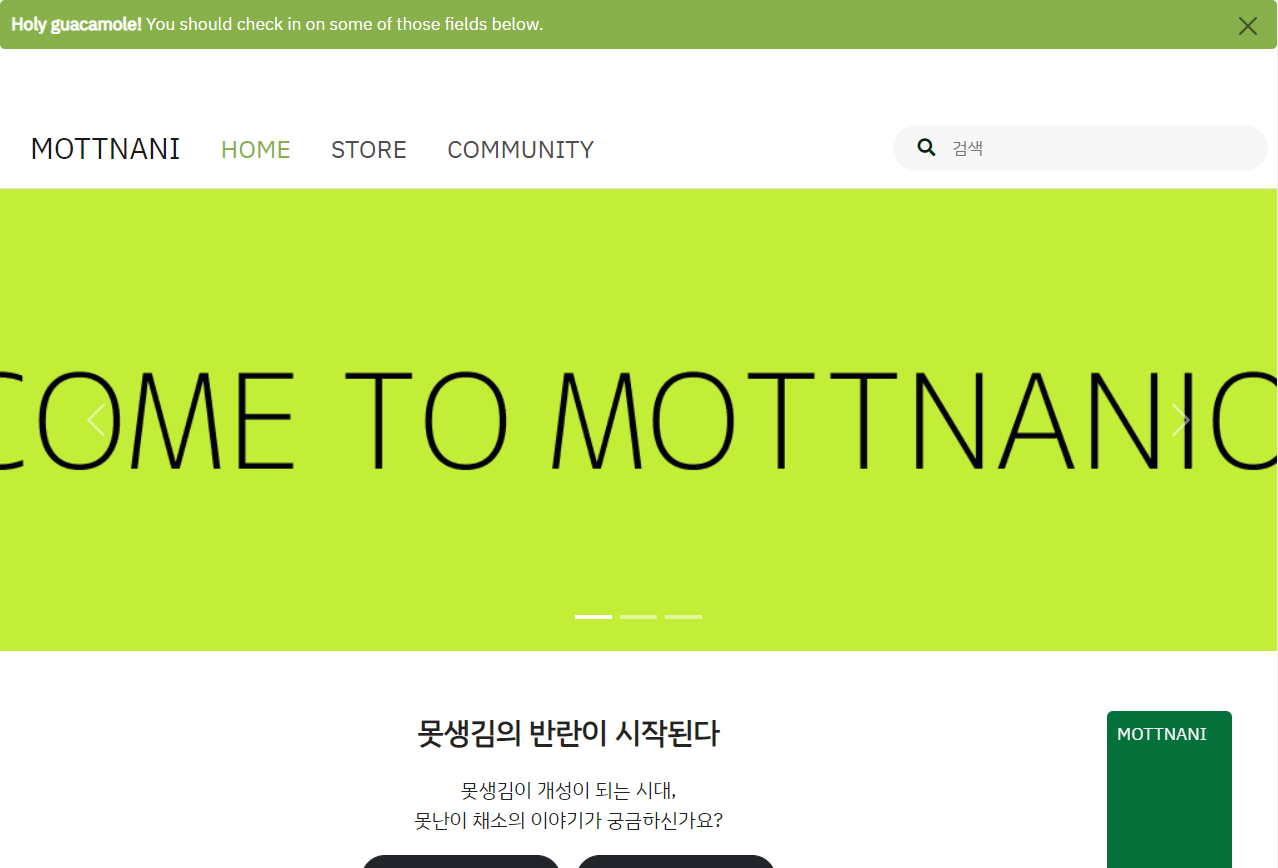 Holy guacamole! You should check in on some of those fields below.
MOTTNANI HOME STORE COMMUNITY 검색
COME TO MOTTNANIO
못생김의 반란이 시작된다
MOTTNANI
못생김이 개성이 되는 시대,
못난이 채소의 이야기가 궁금하신가요?